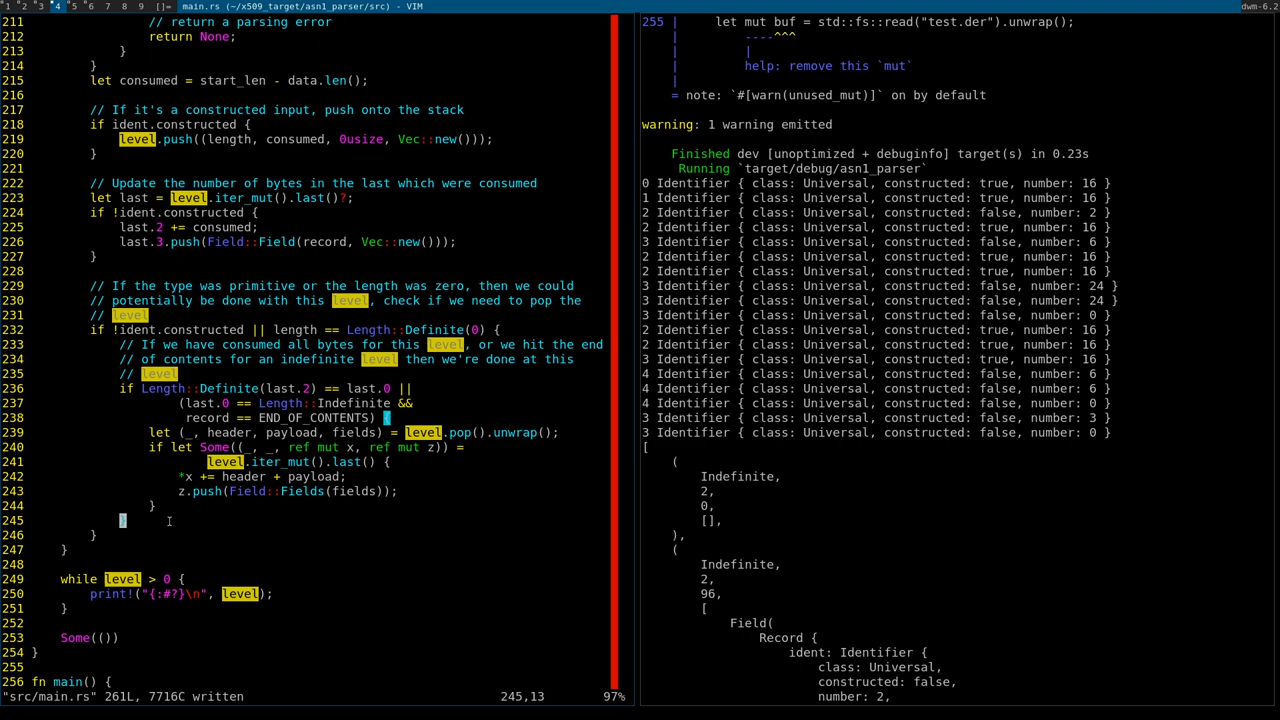 1 2 3 4 5 6 7 8 9 []= main.rs (~/x509_target/asn1_parser/src) - VIM dwm-6.2
211 // return a parsing error
212 return None;
213 }
214 }
215 let consumed = start_len - data.len();
216
217 // If it's a constructed input, push onto the stack
218 if ident.constructed {
219 level.push((length, consumed, 0usize, Vec::new()));
220 }
221
222 // Update the number of bytes in the last which were consumed
223 let last = level.iter_mut().last()?;
224 if !ident.constructed {
225 last.2 += consumed;
226 last.3.push(Field::Field(record, Vec::new()));
227 }
228
229 // If the type was primitive or the length was zero, then we could
230 // potentially be done with this level, check if we need to pop the
231 // level
232 if !ident.constructed || length == Length::Definite(0) {
233 // If we have consumed all bytes for this level, or we hit the end
234 // of contents for an indefinite level then we're done at this
235 // level
236 if Length::Definite(last.2) == last.0 ||
237 (last.0 == Length::Indefinite &&
238 record == END_OF_CONTENTS) {
239 let (_, header, payload, fields) = level.pop().unwrap();
240 if let Some((_, _, ref mut x, ref mut z)) =
241 level.iter_mut().last() {
242 *x += header + payload;
243 z.push(Field::Fields(fields));
244 }
245 }
246 }
247 }
248
249 while level > 0 {
250 print!("{:#?}\n", level);
251 }
252
253 Some(())
254 }
255
256 fn main() {
"src/main.rs" 261L, 7716C written 245,13 97%
255 | let mut buf = std::fs::read("test.der").unwrap();
| ----^^^
| |
| help: remove this `mut`
|
= note: `#[warn(unused_mut)]` on by default
warning: 1 warning emitted
Finished dev [unoptimized + debuginfo] target(s) in 0.23s
Running `target/debug/asn1_parser`
0 Identifier { class: Universal, constructed: true, number: 16 }
1 Identifier { class: Universal, constructed: true, number: 16 }
2 Identifier { class: Universal, constructed: false, number: 2 }
2 Identifier { class: Universal, constructed: true, number: 16 }
3 Identifier { class: Universal, constructed: false, number: 6 }
2 Identifier { class: Universal, constructed: true, number: 16 }
2 Identifier { class: Universal, constructed: true, number: 16 }
3 Identifier { class: Universal, constructed: false, number: 24 }
3 Identifier { class: Universal, constructed: false, number: 24 }
3 Identifier { class: Universal, constructed: false, number: 0 }
2 Identifier { class: Universal, constructed: true, number: 16 }
2 Identifier { class: Universal, constructed: true, number: 16 }
3 Identifier { class: Universal, constructed: true, number: 16 }
4 Identifier { class: Universal, constructed: false, number: 6 }
4 Identifier { class: Universal, constructed: false, number: 6 }
4 Identifier { class: Universal, constructed: false, number: 0 }
3 Identifier { class: Universal, constructed: false, number: 3 }
3 Identifier { class: Universal, constructed: false, number: 0 }
[
(
Indefinite,
2,
0,
[],
),
(
Indefinite,
2,
96,
[
Field(
Record {
ident: Identifier {
class: Universal,
constructed: false,
number: 2,